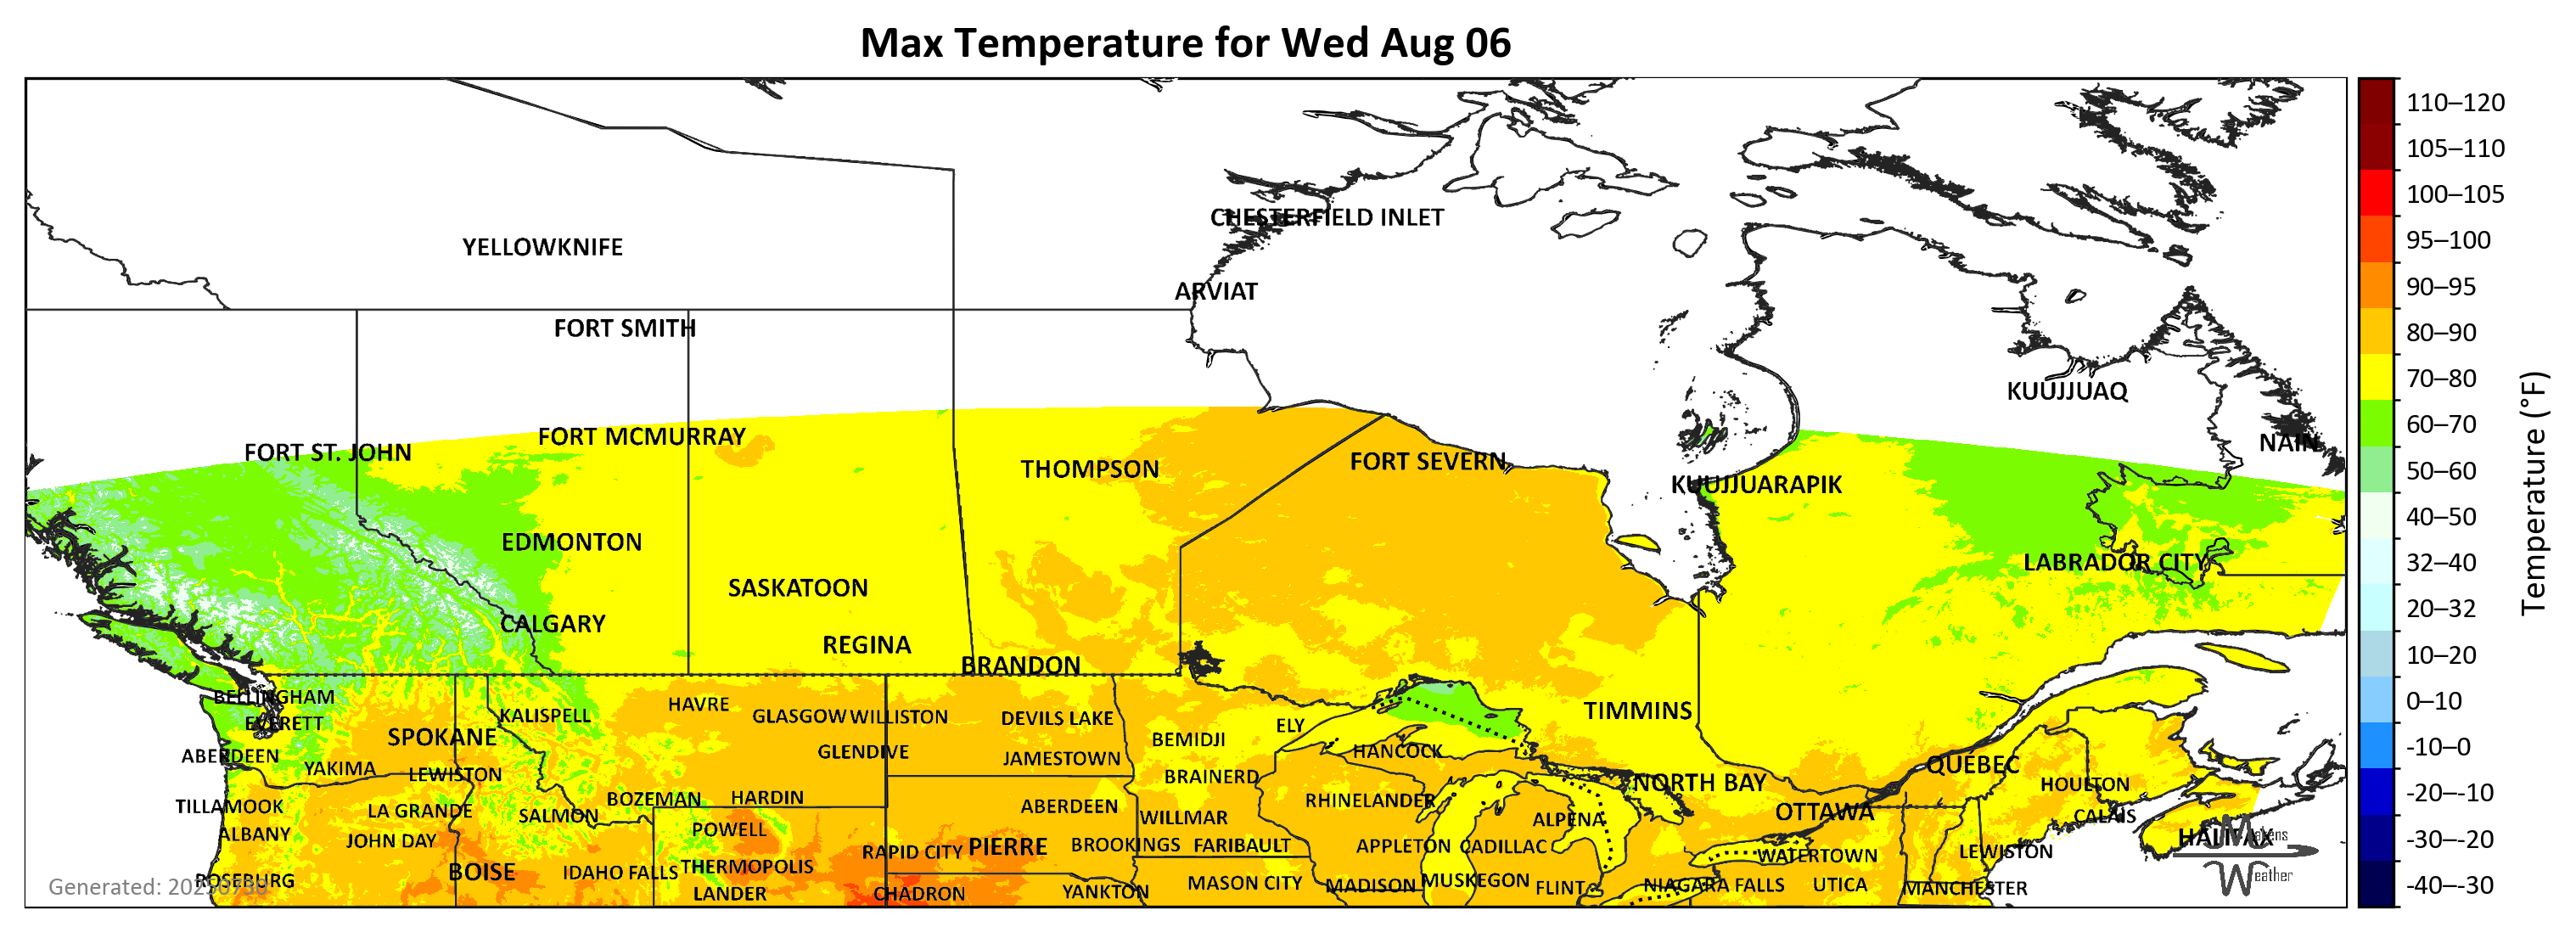 Max Temperature for Wed Aug 06
CHESTERFIELD INLET
YELLOWKNIFE
ARVIAT
FORT SMITH
KUUJJUAQ
FORT MCMURRAY
NAIN
FORT ST. JOHN
FORT SEVERN
THOMPSON
KUUJJUARAPIK
EDMONTON
LABRADOR CITY
SASKATOON
CALGARY
REGINA
BRANDON
BELLINGHAM
HAVRE
KALISPELL
GLASGOW
WILLISTON
DEVILS LAKE
TIMMINS
EVERETT
ELY
SPOKANE
BEMIDJI
GLENDIVE
HANCOCK
ABERDEEN
JAMESTOWN
QUÉBEC
YAKIMA
LEWISTON
BRAINERD
NORTH BAY
HOULTON
BOZEMAN
HARDIN
RHINELANDER
TILLAMOOK
LA GRANDE
SALMON
ABERDEEN
OTTAWA
CALAIS
WILLMAR
ALPENA
ALBANY
POWELL
JOHN DAY
HALIFAX
Makens
Weather
RAPID CITY
PIERRE
BROOKINGS
FARIBAULT
APPLETON
CADILLAC
WATERTOWN
LEWISTON
BOISE
IDAHO FALLS
THERMOPOLIS
ROSEBURG
MASON CITY
MADISON
MUSKEGON
FLINT
NIAGARA FALLS
UTICA
MANCHESTER
LANDER
CHADRON
YANKTON
Generated: 20250730
110–120
105–110
100–105
95–100
90–95
80–90
70–80
60–70
50–60
40–50
32–40
20–32
10–20
0–10
-10–0
-20–-10
-30–-20
-40–-30
Temperature (°F)